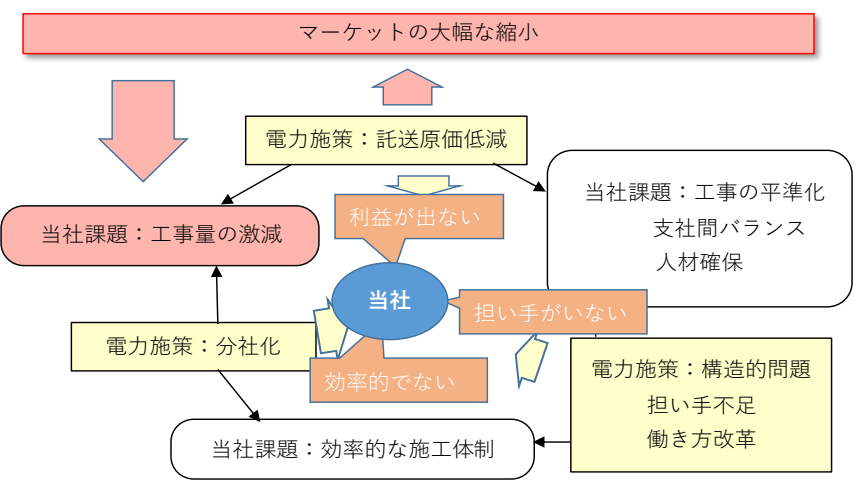 マーケットの大幅な縮小
電力施策：託送原価低減
当社課題：工事の平準化
支社間バランス
人材確保
利益が出ない
当社課題：工事量の激減
当社
担い手がいない
電力施策：分社化
効率的でない
電力施策：構造的問題
担い手不足
働き方改革
当社課題：効率的な施工体制